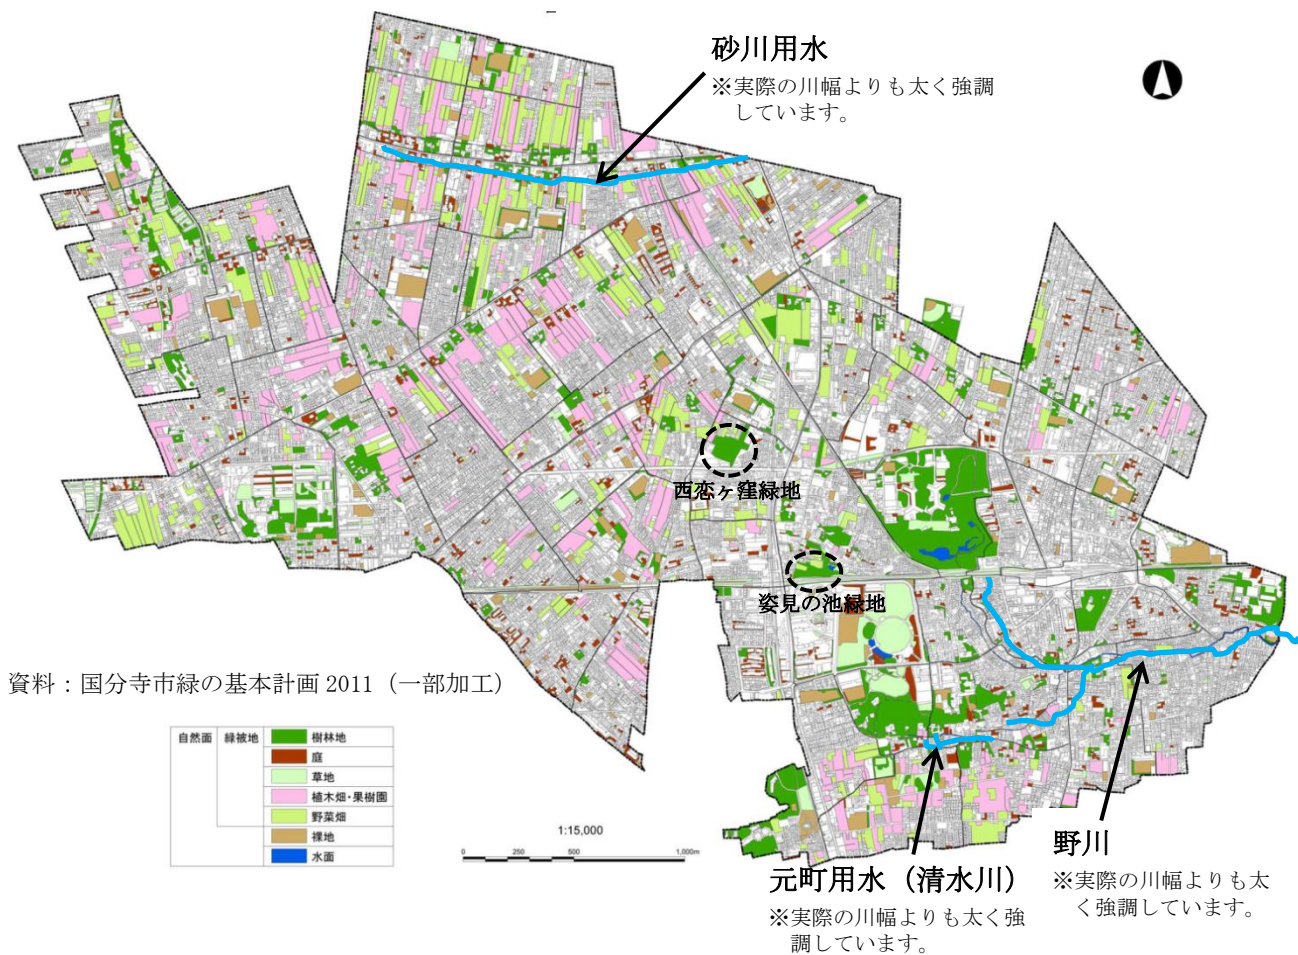 砂川用水
※実際の川幅よりも太く強調
しています。
西恋ヶ窪緑地
姿見の池緑地
資料：国分寺市緑の基本計画 2011（一部加工）
自然面 緑被地 樹林地
庭
草地
植木畑・果樹園
野菜畑
裸地
水面
1:15,000
0 250 500 1,000m
元町用水（清水川）
※実際の川幅よりも太く強
調しています。
野川
※実際の川幅よりも太
く強調しています。